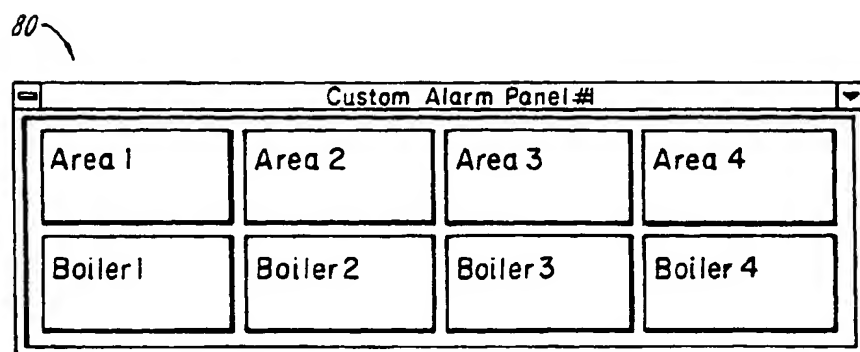 80
Custom Alarm Panel #1
Area 1 Area 2 Area 3 Area 4
Boiler 1 Boiler 2 Boiler 3 Boiler 4